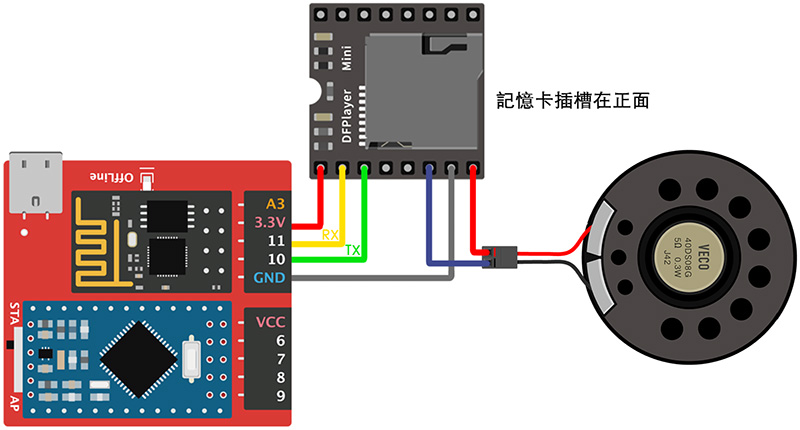 Mini
DFPlayer
記憶卡插槽在正面
OffLine
A3
3.3V
11
10
GND
RX
TX
VCC
6
7
8
9
STA
AP
VECO
40DS08G
5Ω 0.3W
J42